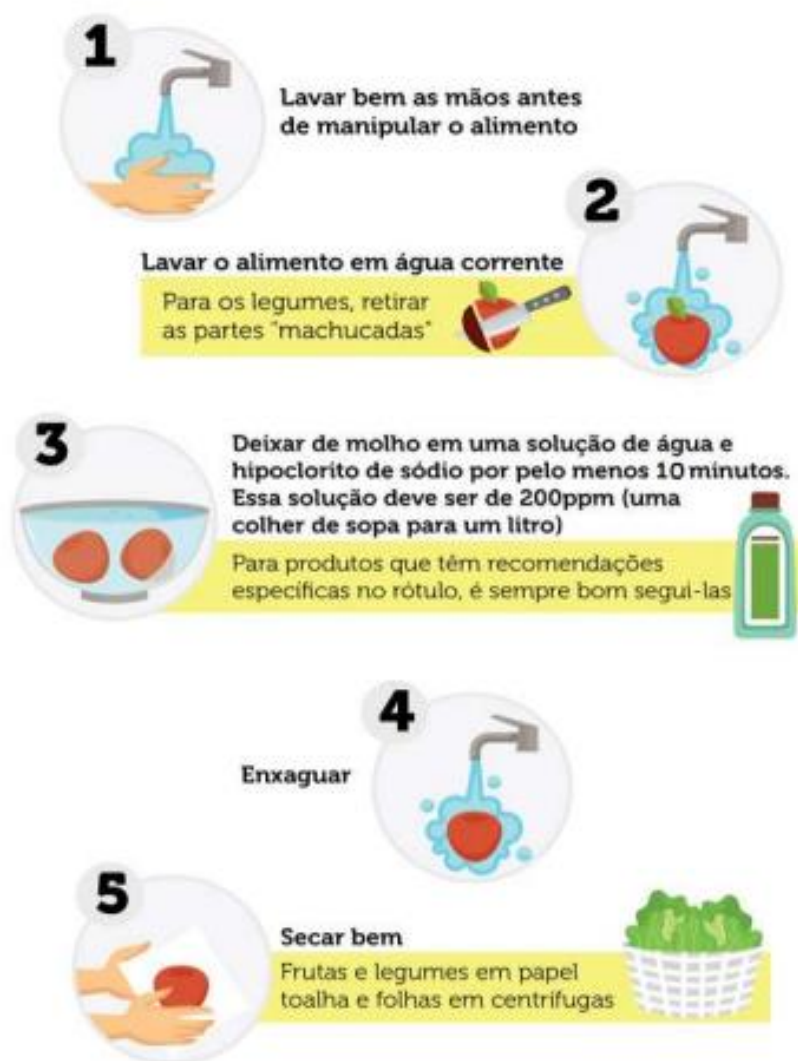 1
Lavar bem as mãos antes
de manipular o alimento
2
Lavar o alimento em água corrente
Para os legumes, retirar
as partes "machucadas"
3
Deixar de molho em uma solução de água e
hipoclorito de sódio por pelo menos 10 minutos.
Essa solução deve ser de 200ppm (uma
colher de sopa para um litro)
Para produtos que têm recomendações
específicas no rótulo, é sempre bom segui-las
4
Enxaguar
5
Secar bem
Frutas e legumes em papel
toalha e folhas em centrífugas